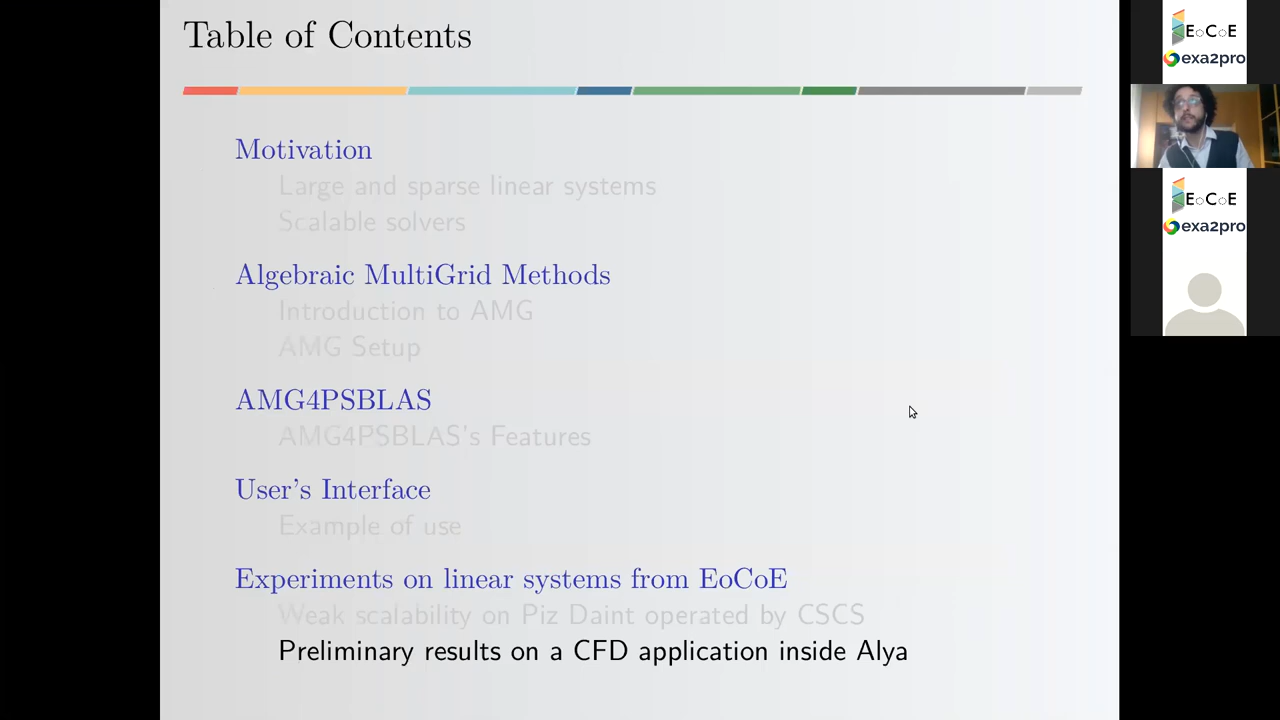 Table of Contents
Motivation
Large and sparse linear systems
Scalable solvers
Algebraic MultiGrid Methods
Introduction to AMG
AMG Setup
AMG4PSBLAS
AMG4PSBLAS's Features
User's Interface
Example of use
Experiments on linear systems from EoCoE
Weak scalability on Piz Daint operated by CSCS
Preliminary results on a CFD application inside Alya
EoCoE
exa2pro
EoCoE
exa2pro